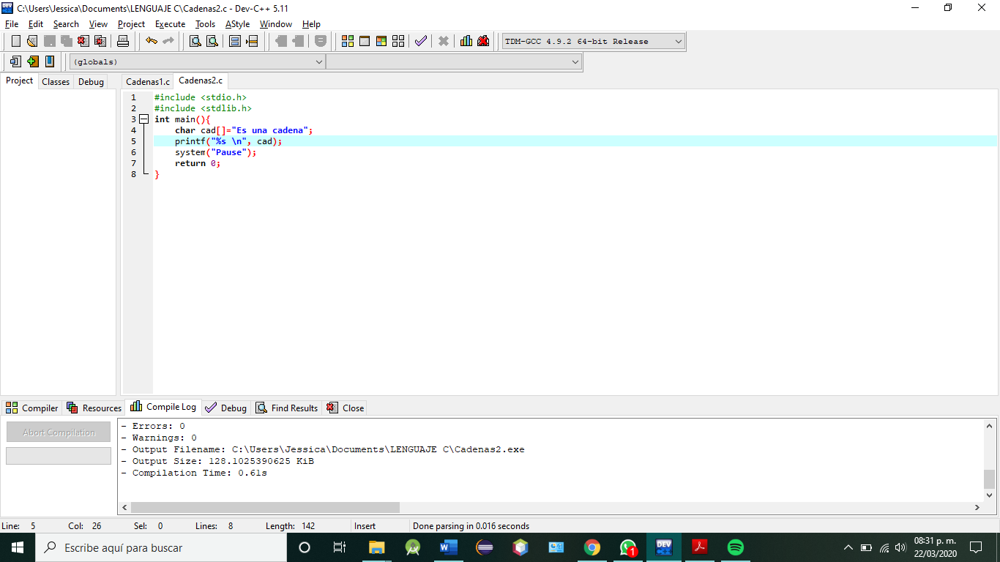 C:\Users\Jessica\Documents\LENGUAJE C\Cadenas2.c - Dev-C++ 5.11
File Edit Search View Project Execute Tools AStyle Window Help
TDM-GCC 4.9.2 64-bit Release
(globals)
Project Classes Debug Cadenas1.c Cadenas2.c
1 #include <stdio.h>
2 #include <stdlib.h>
3 int main(){
4 char cad[]="Es una cadena";
5 printf("%s \n", cad);
6 system("Pause");
7 return 0;
8 }
Compiler Resources Compile Log Debug Find Results Close
Abort Compilation
- Errors: 0
- Warnings: 0
- Output Filename: C:\Users\Jessica\Documents\LENGUAJE C\Cadenas2.exe
- Output Size: 128.1025390625 KiB
- Compilation Time: 0.61s
Line: 5 Col: 26 Sel: 0 Lines: 8 Length: 142 Insert Done parsing in 0.016 seconds
Escribe aquí para buscar
W
1
DEV
C++
08:31 p. m.
22/03/2020